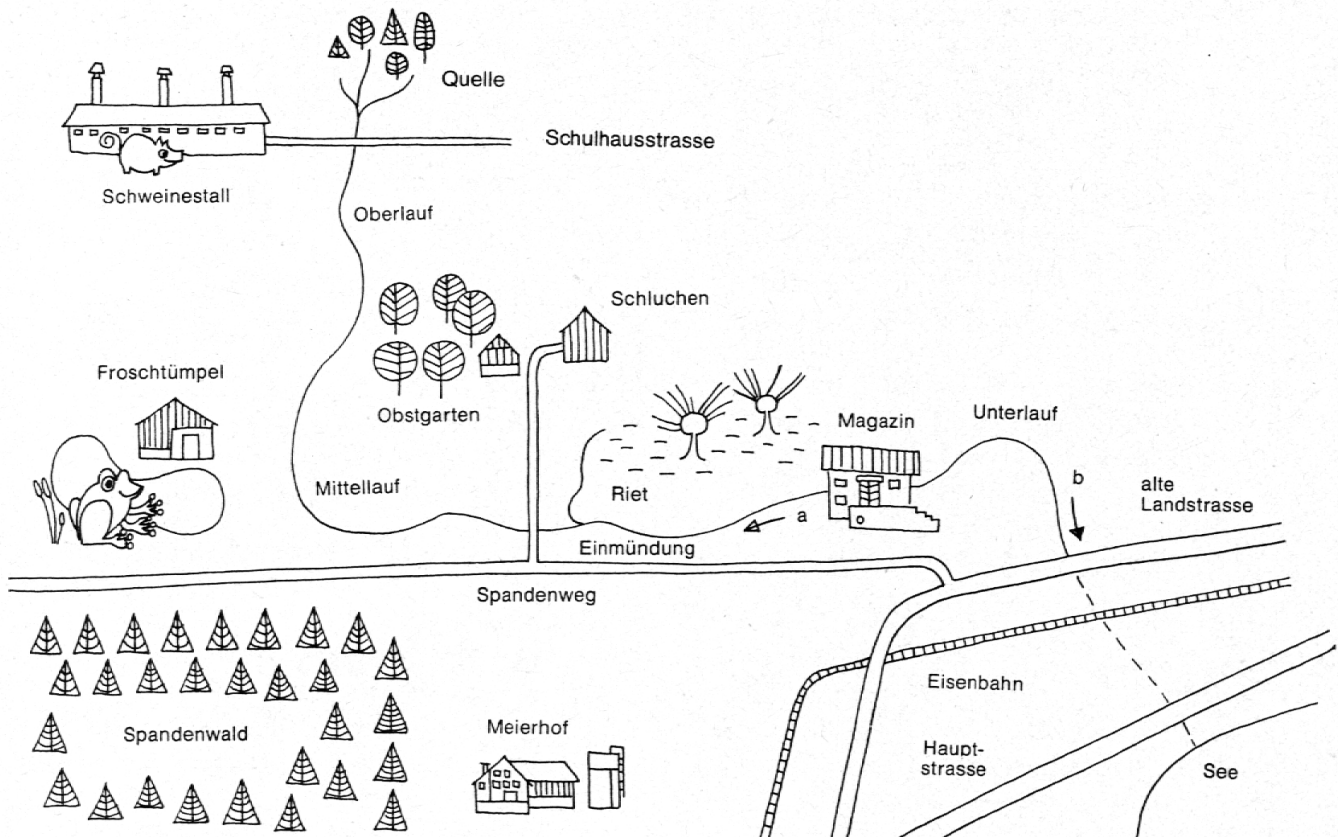 Quelle
Schulhausstrasse
Schweinestall
Oberlauf
Schluchen
Froschtümpel
Obstgarten
Magazin
Unterlauf
Mittellauf
Riet
a
b
alte
Landstrasse
Einmündung
Spandenweg
Eisenbahn
Spandenwald
Meierhof
Haupt-
strasse
See